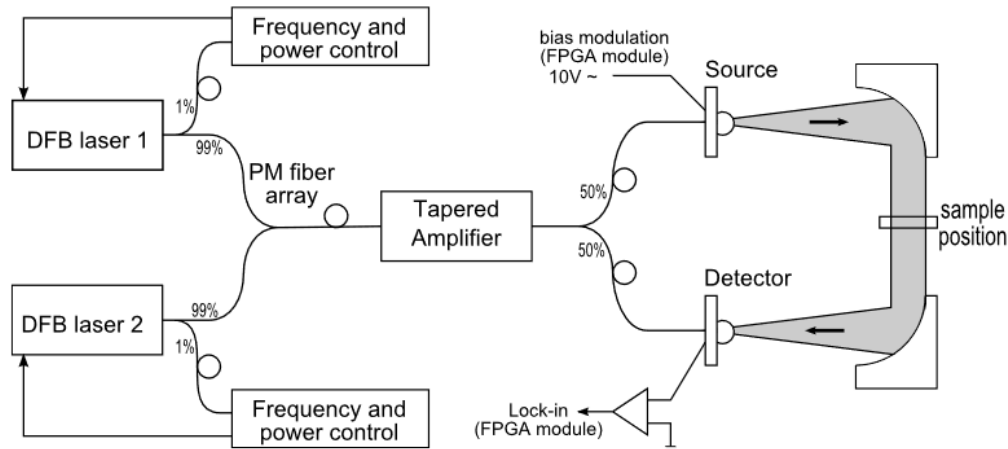 Frequency and
power control
1%
DFB laser 1
99%
PM fiber
array
Tapered
Amplifier
99%
DFB laser 2
1%
Frequency and
power control
bias modulation
(FPGA module)
10V ~
Source
50%
50%
sample
position
Detector
Lock-in
(FPGA module)